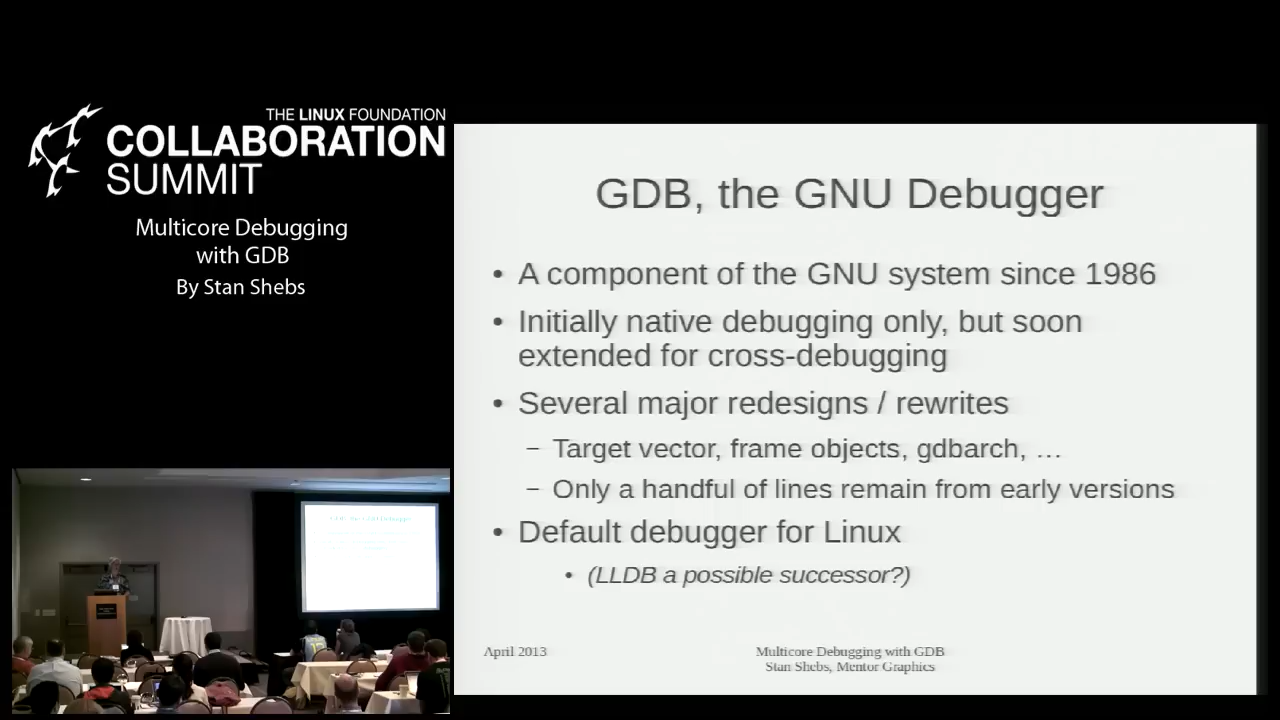 THE LINUX FOUNDATION
COLLABORATION
SUMMIT
Multicore Debugging
with GDB
By Stan Shebs
GDB, the GNU Debugger
• A component of the GNU system since 1986
• Initially native debugging only, but soon
extended for cross-debugging
• Several major redesigns / rewrites
– Target vector, frame objects, gdbarch, …
– Only a handful of lines remain from early versions
• Default debugger for Linux
• (LLDB a possible successor?)
April 2013
Multicore Debugging with GDB
Stan Shebs, Mentor Graphics